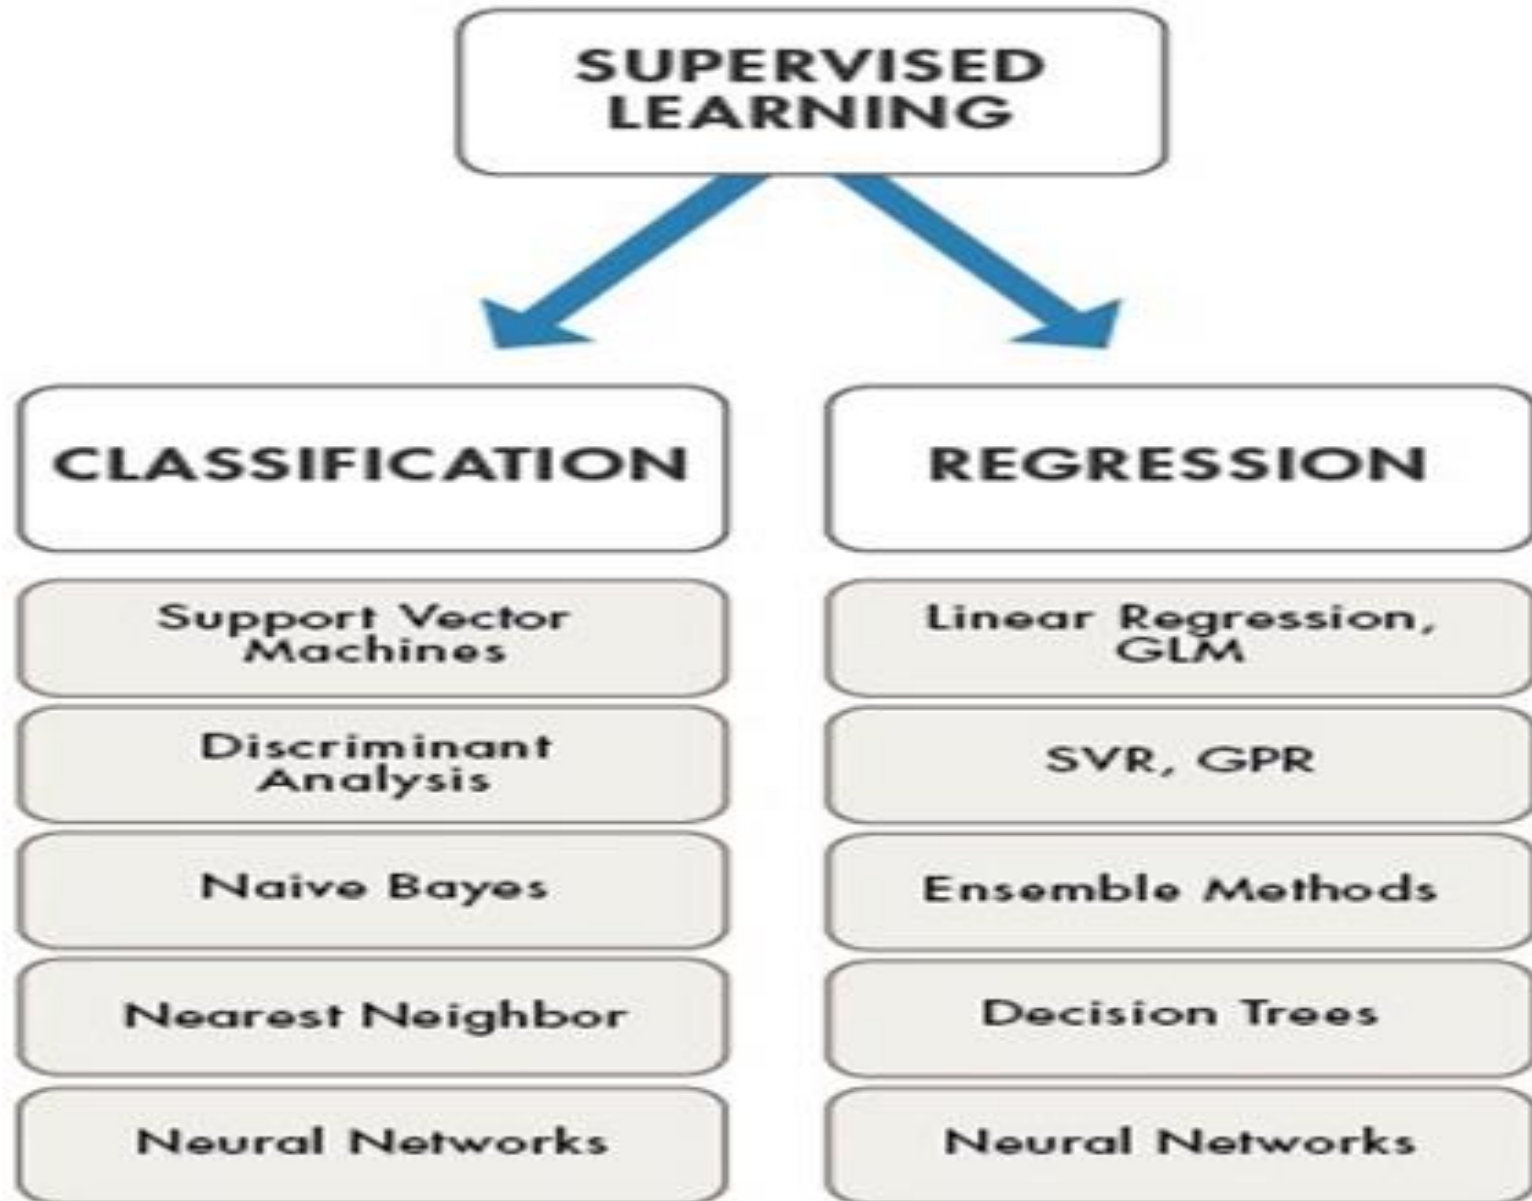 SUPERVISED
LEARNING
CLASSIFICATION
Support Vector
Machines
Discriminant
Analysis
Naive Bayes
Nearest Neighbor
Neural Networks
REGRESSION
Linear Regression,
GLM
SVR, GPR
Ensemble Methods
Decision Trees
Neural Networks